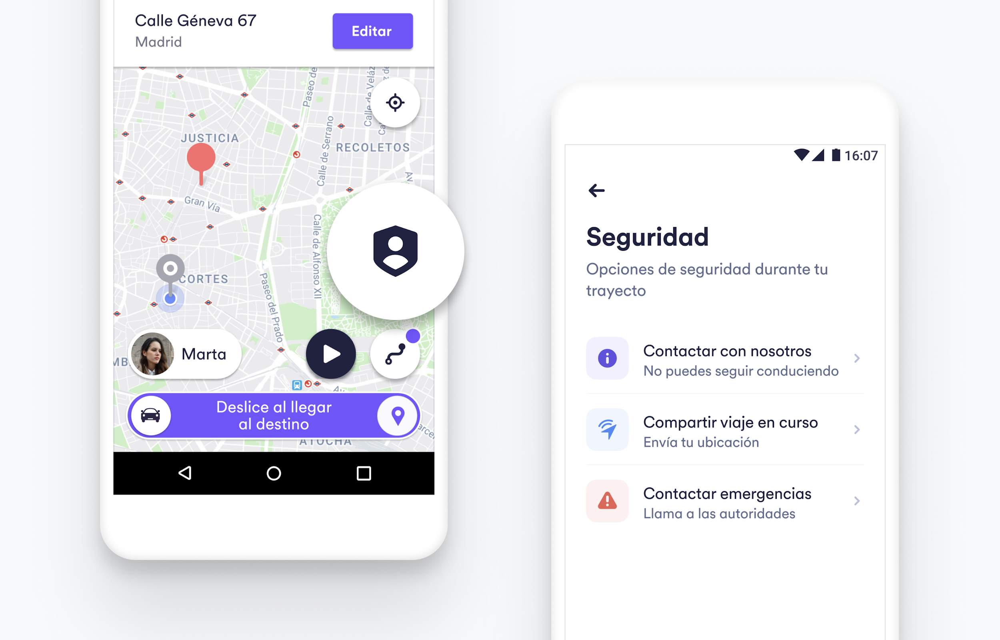 Calle Géneva 67
Madrid
Editar
Paseo de
Calle de Veláz
Calle de Serrano
JUSTICIA
RECOLETOS
Av.
Gran Vía
Calle de Alfonso XII
CORTES
Paseo del Prado
Marta
Av.
Deslice al llegar
al destino
ATOCHA
16:07
Seguridad
Opciones de seguridad durante tu
trayecto
Contactar con nosotros
No puedes seguir conduciendo
Compartir viaje en curso
Envía tu ubicación
Contactar emergencias
Llama a las autoridades